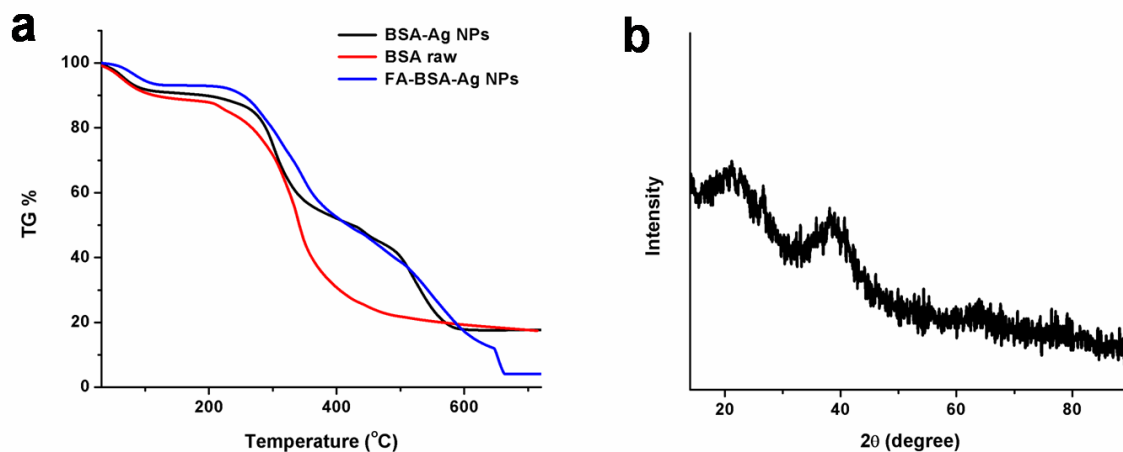 a
BSA-Ag NPs
BSA raw
FA-BSA-Ag NPs
100
80
60
40
20
0
TG %
200
400
600
Temperature (°C)
b
Intensity
20
40
60
80
2θ (degree)